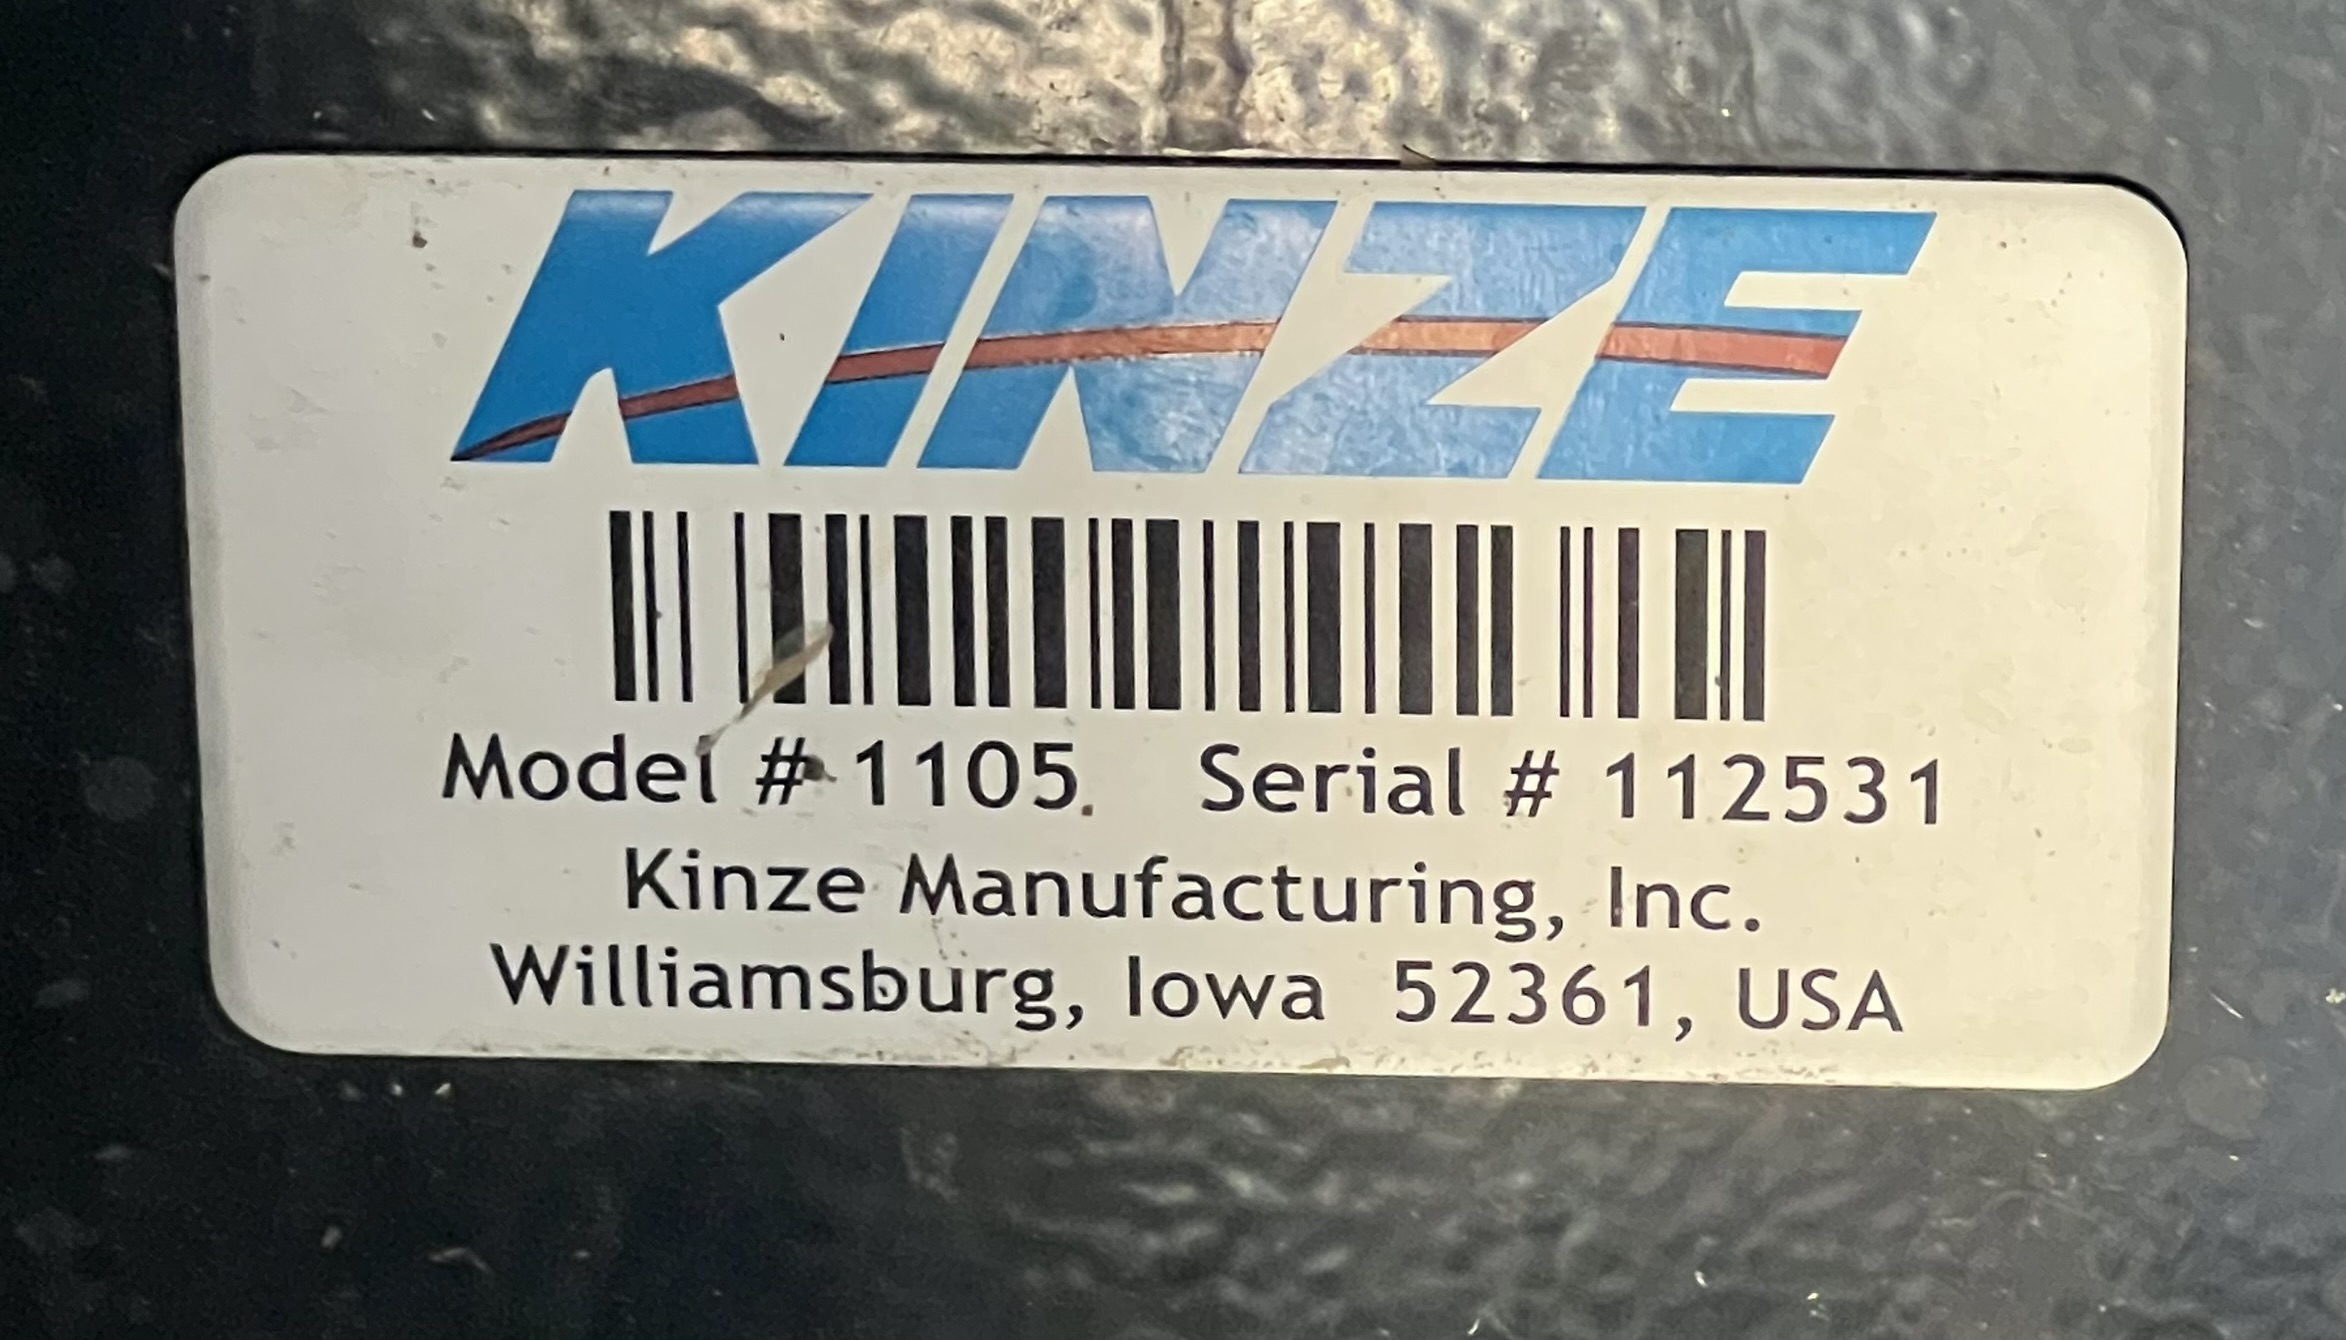 KINZE
Model # 1105 Serial # 112531
Kinze Manufacturing, Inc.
Williamsburg, Iowa 52361, USA